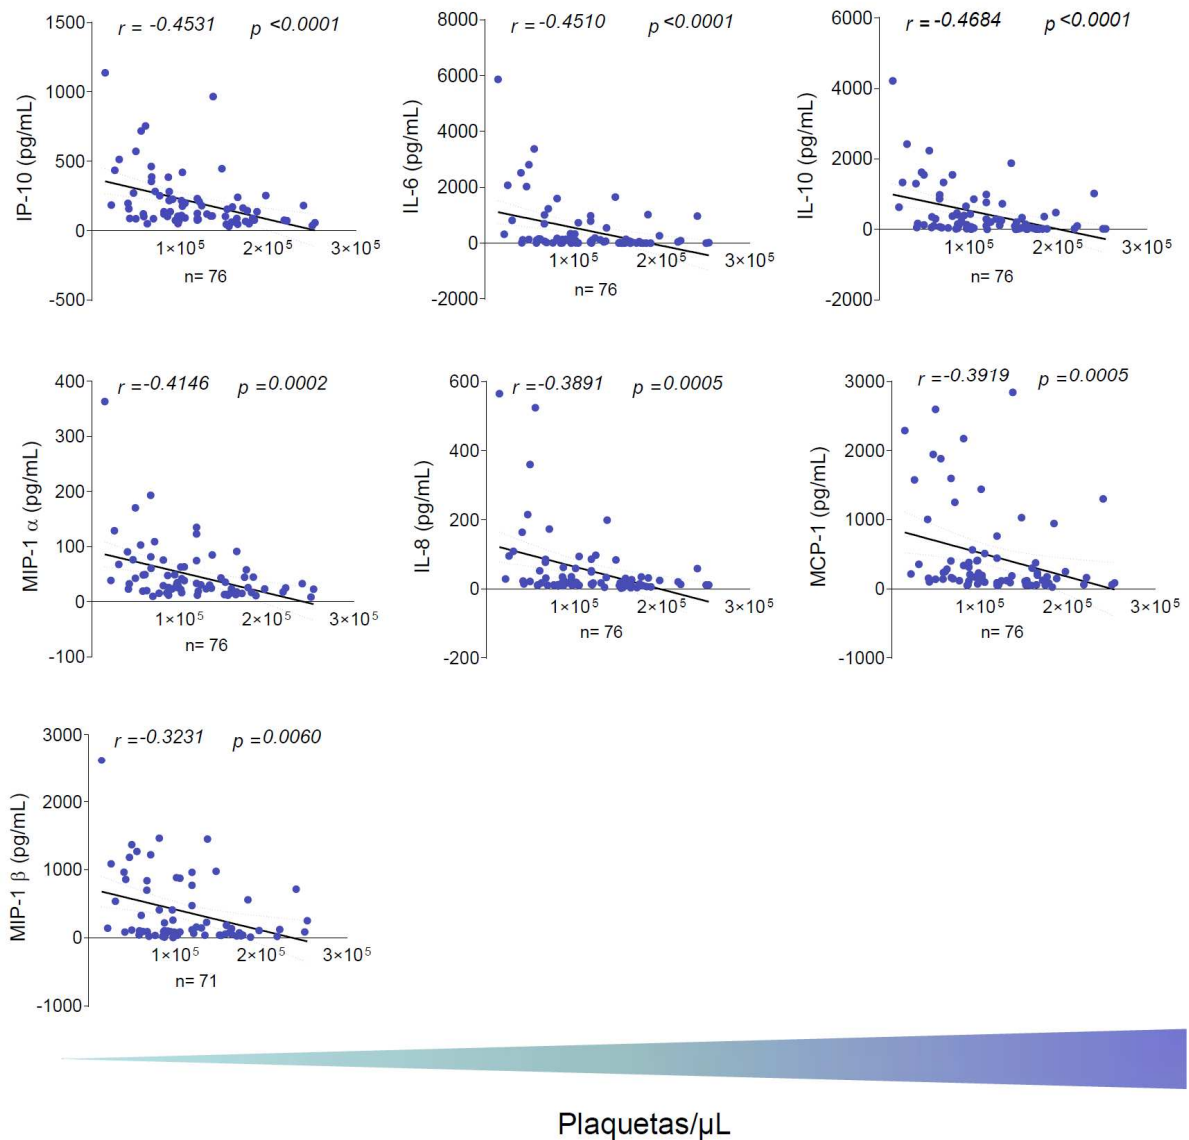 r = -0.4531 p <0.0001
1500
1000
500
0
-500
IP-10 (pg/mL)
1×10⁵ 2×10⁵ 3×10⁵
n= 76
r =-0.4510 p <0.0001
8000
6000
4000
2000
0
-2000
IL-6 (pg/mL)
1×10⁵ 2×10⁵ 3×10⁵
n= 76
r =-0.4684 p <0.0001
6000
4000
2000
0
-2000
IL-10 (pg/mL)
1×10⁵ 2×10⁵ 3×10⁵
n= 76
r =-0.4146 p =0.0002
400
300
200
100
0
-100
MIP-1 α (pg/mL)
1×10⁵ 2×10⁵ 3×10⁵
n= 76
r =-0.3891 p =0.0005
600
400
200
0
-200
IL-8 (pg/mL)
1×10⁵ 2×10⁵ 3×10⁵
n= 76
r =-0.3919 p =0.0005
3000
2000
1000
0
-1000
MCP-1 (pg/mL)
1×10⁵ 2×10⁵ 3×10⁵
n= 76
r =-0.3231 p =0.0060
3000
2000
1000
0
-1000
MIP-1 β (pg/mL)
1×10⁵ 2×10⁵ 3×10⁵
n= 71
Plaquetas/µL